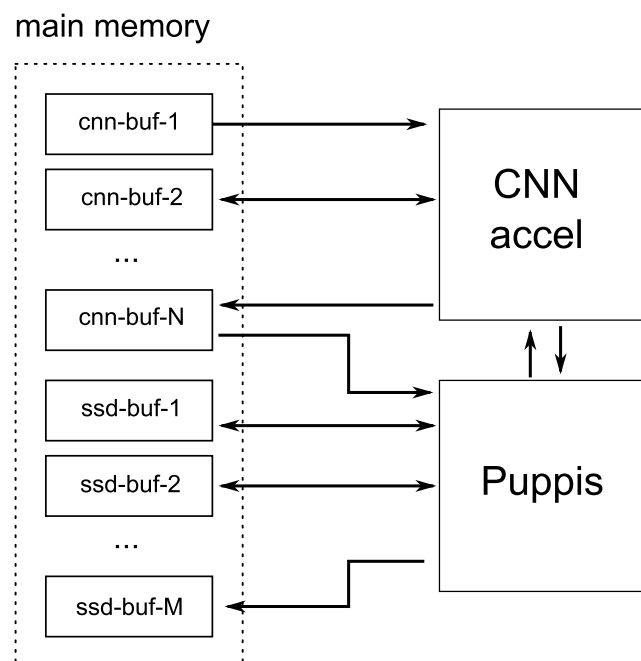 main memory
cnn-buf-1
cnn-buf-2
...
cnn-buf-N
ssd-buf-1
ssd-buf-2
...
ssd-buf-M
CNN
accel
Puppis